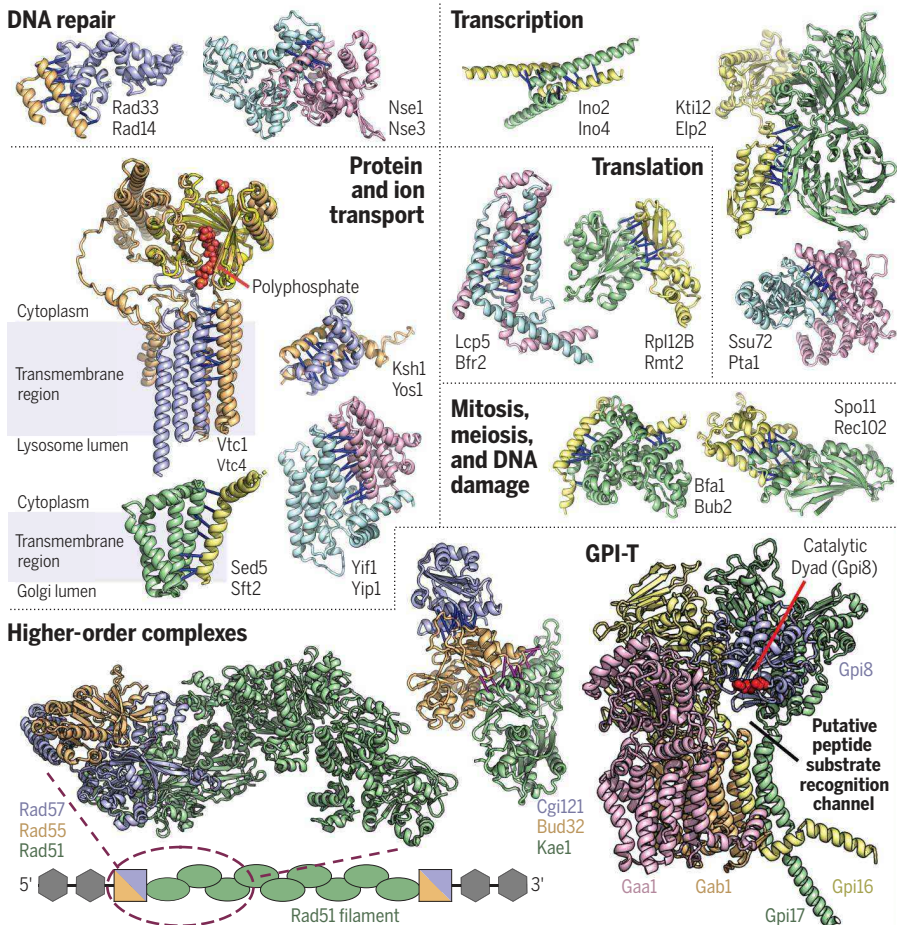 DNA repair
Rad33
Rad14
Nse1
Nse3
Transcription
Ino2
Ino4
Kti12
Elp2
Protein
and ion
transport
Polyphosphate
Cytoplasm
Transmembrane
region
Lysosome lumen
Vtc1
Vtc4
Ksh1
Yos1
Cytoplasm
Transmembrane
region
Golgi lumen
Sed5
Sft2
Yif1
Yip1
Translation
Lcp5
Bfr2
Rpl12B
Rmt2
Ssu72
Pta1
Mitosis,
meiosis,
and DNA
damage
Bfa1
Bub2
Spo11
Rec102
Higher-order complexes
Rad57
Rad55
Rad51
Cgi121
Bud32
Kae1
5'
3'
Rad51 filament
GPI-T
Catalytic
Dyad (Gpi8)
Gpi8
Putative
peptide
substrate
recognition
channel
Gaa1
Gab1
Gpi16
Gpi17